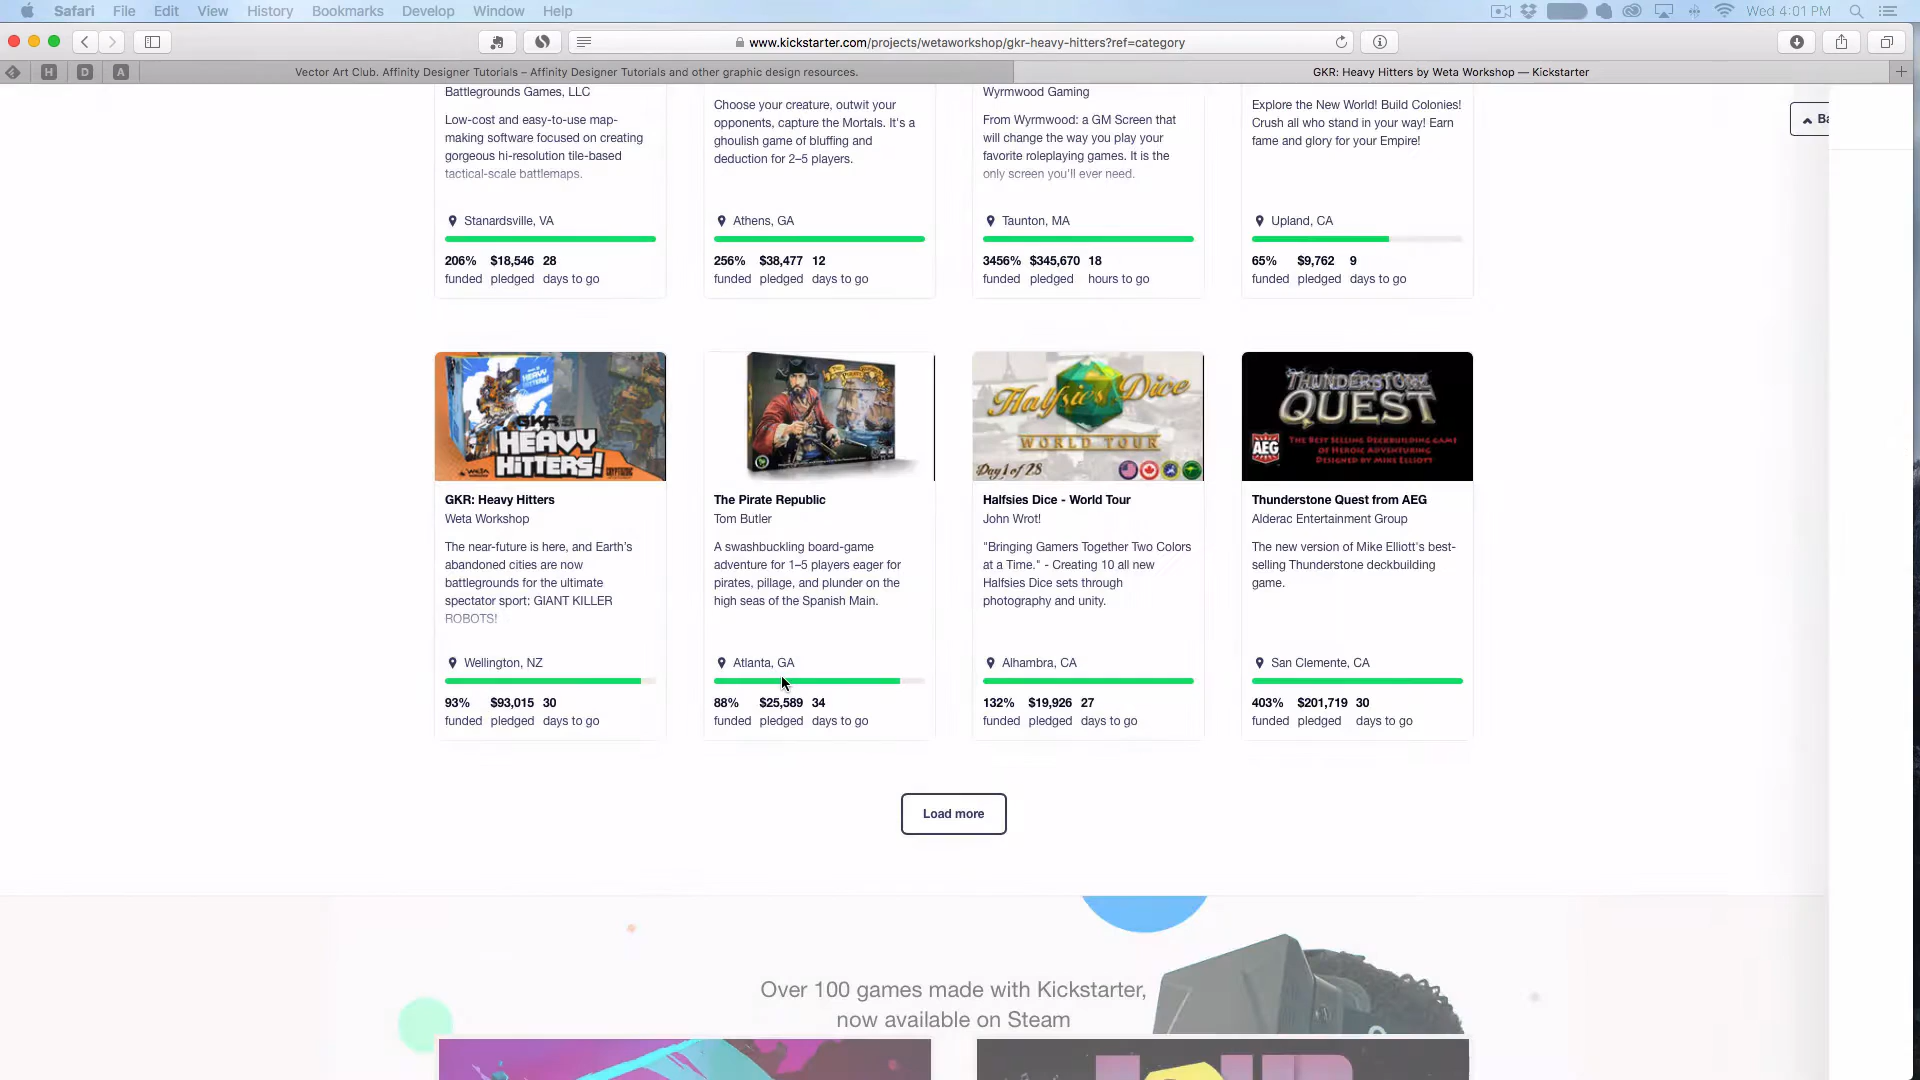 Safari File Edit View History Bookmarks Develop Window Help
Wed 4:01 PM
www.kickstarter.com/projects/wetaworkshop/gkr-heavy-hitters?ref=category
H D A
Vector Art Club. Affinity Designer Tutorials – Affinity Designer Tutorials and other graphic design resources.
GKR: Heavy Hitters by Weta Workshop — Kickstarter
Ba
Battlegrounds Games, LLC
Low-cost and easy-to-use map-
making software focused on creating
gorgeous hi-resolution tile-based
tactical-scale battlemaps.
Stanardsville, VA
206% $18,546 28
funded pledged days to go
Choose your creature, outwit your
opponents, capture the Mortals. It's a
ghoulish game of bluffing and
deduction for 2–5 players.
Athens, GA
256% $38,477 12
funded pledged days to go
Wyrmwood Gaming
From Wyrmwood: a GM Screen that
will change the way you play your
favorite roleplaying games. It is the
only screen you'll ever need.
Taunton, MA
3456% $345,670 18
funded pledged hours to go
Explore the New World! Build Colonies!
Crush all who stand in your way! Earn
fame and glory for your Empire!
Upland, CA
65% $9,762 9
funded pledged days to go
HEAVY
HITTERS!
GKR
HEAVY
HITTERS!
WETA
CRYPTOZOIC
GKR: Heavy Hitters
Weta Workshop
The near-future is here, and Earth's
abandoned cities are now
battlegrounds for the ultimate
spectator sport: GIANT KILLER
ROBOTS!
Wellington, NZ
93% $93,015 30
funded pledged days to go
The Pirate Republic
Tom Butler
A swashbuckling board-game
adventure for 1–5 players eager for
pirates, pillage, and plunder on the
high seas of the Spanish Main.
Atlanta, GA
88% $25,589 34
funded pledged days to go
Halfsies Dice
WORLD TOUR
Day 1 of 28
Halfsies Dice - World Tour
John Wrot!
"Bringing Gamers Together Two Colors
at a Time." - Creating 10 all new
Halfsies Dice sets through
photography and unity.
Alhambra, CA
132% $19,926 27
funded pledged days to go
THUNDERSTONE
QUEST
AEG
THE BEST SELLING DECKBUILDING GAME
OF HEROIC ADVENTURING
DESIGNED BY MIKE ELLIOTT
Thunderstone Quest from AEG
Alderac Entertainment Group
The new version of Mike Elliott's best-
selling Thunderstone deckbuilding
game.
San Clemente, CA
403% $201,719 30
funded pledged days to go
Load more
Over 100 games made with Kickstarter,
now available on Steam